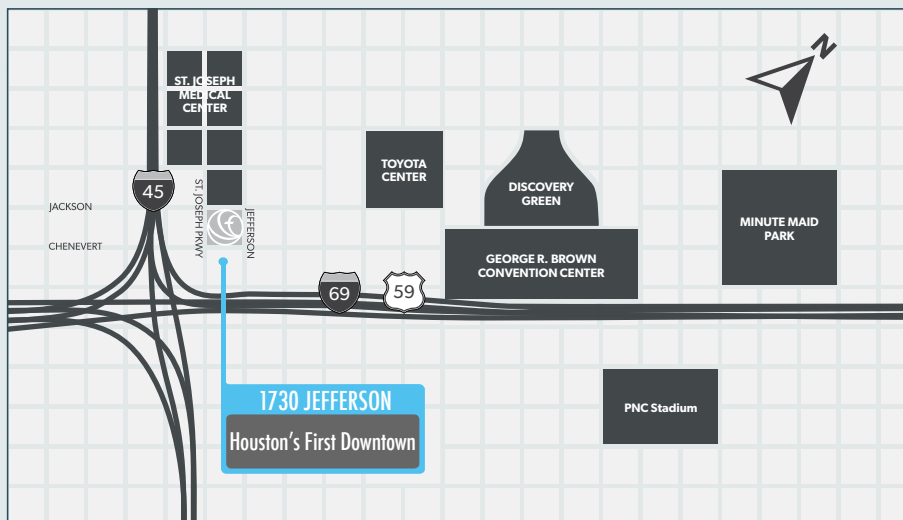 N
ST. JOSEPH
MEDICAL
CENTER
TOYOTA
CENTER
DISCOVERY
GREEN
45
JACKSON
ST. JOSEPH PKWY
JEFFERSON
MINUTE MAID
PARK
CHENEVERT
GEORGE R. BROWN
CONVENTION CENTER
69
59
1730 JEFFERSON
Houston's First Downtown
PNC Stadium